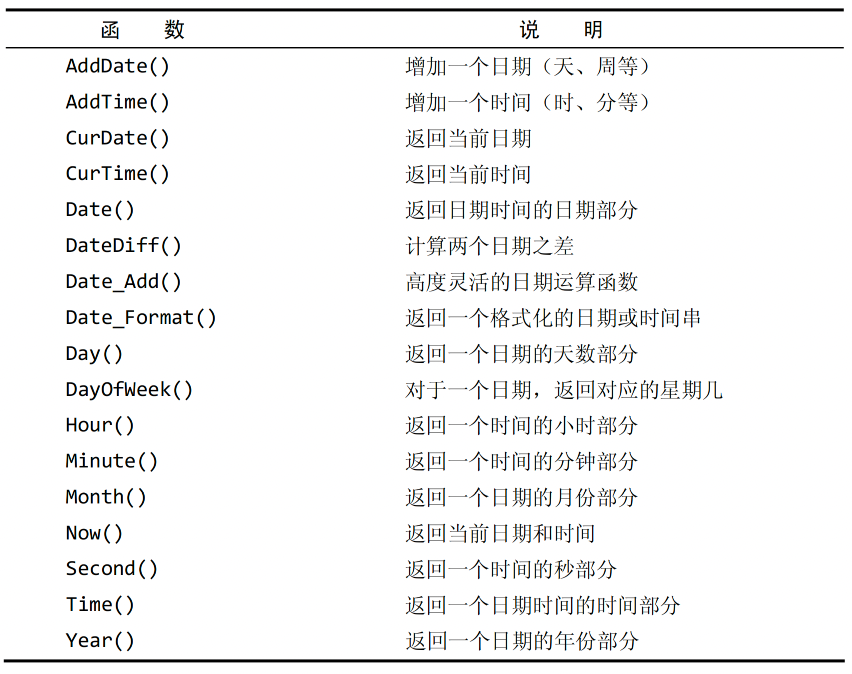 函 数 说 明
AddDate() 增加一个日期（天、周等）
AddTime() 增加一个时间（时、分等）
CurDate() 返回当前日期
CurTime() 返回当前时间
Date() 返回日期时间的日期部分
DateDiff() 计算两个日期之差
Date_Add() 高度灵活的日期运算函数
Date_Format() 返回一个格式化的日期或时间串
Day() 返回一个日期的天数部分
DayOfWeek() 对于一个日期，返回对应的星期几
Hour() 返回一个时间的小时部分
Minute() 返回一个时间的分钟部分
Month() 返回一个日期的月份部分
Now() 返回当前日期和时间
Second() 返回一个时间的秒部分
Time() 返回一个日期时间的时间部分
Year() 返回一个日期的年份部分